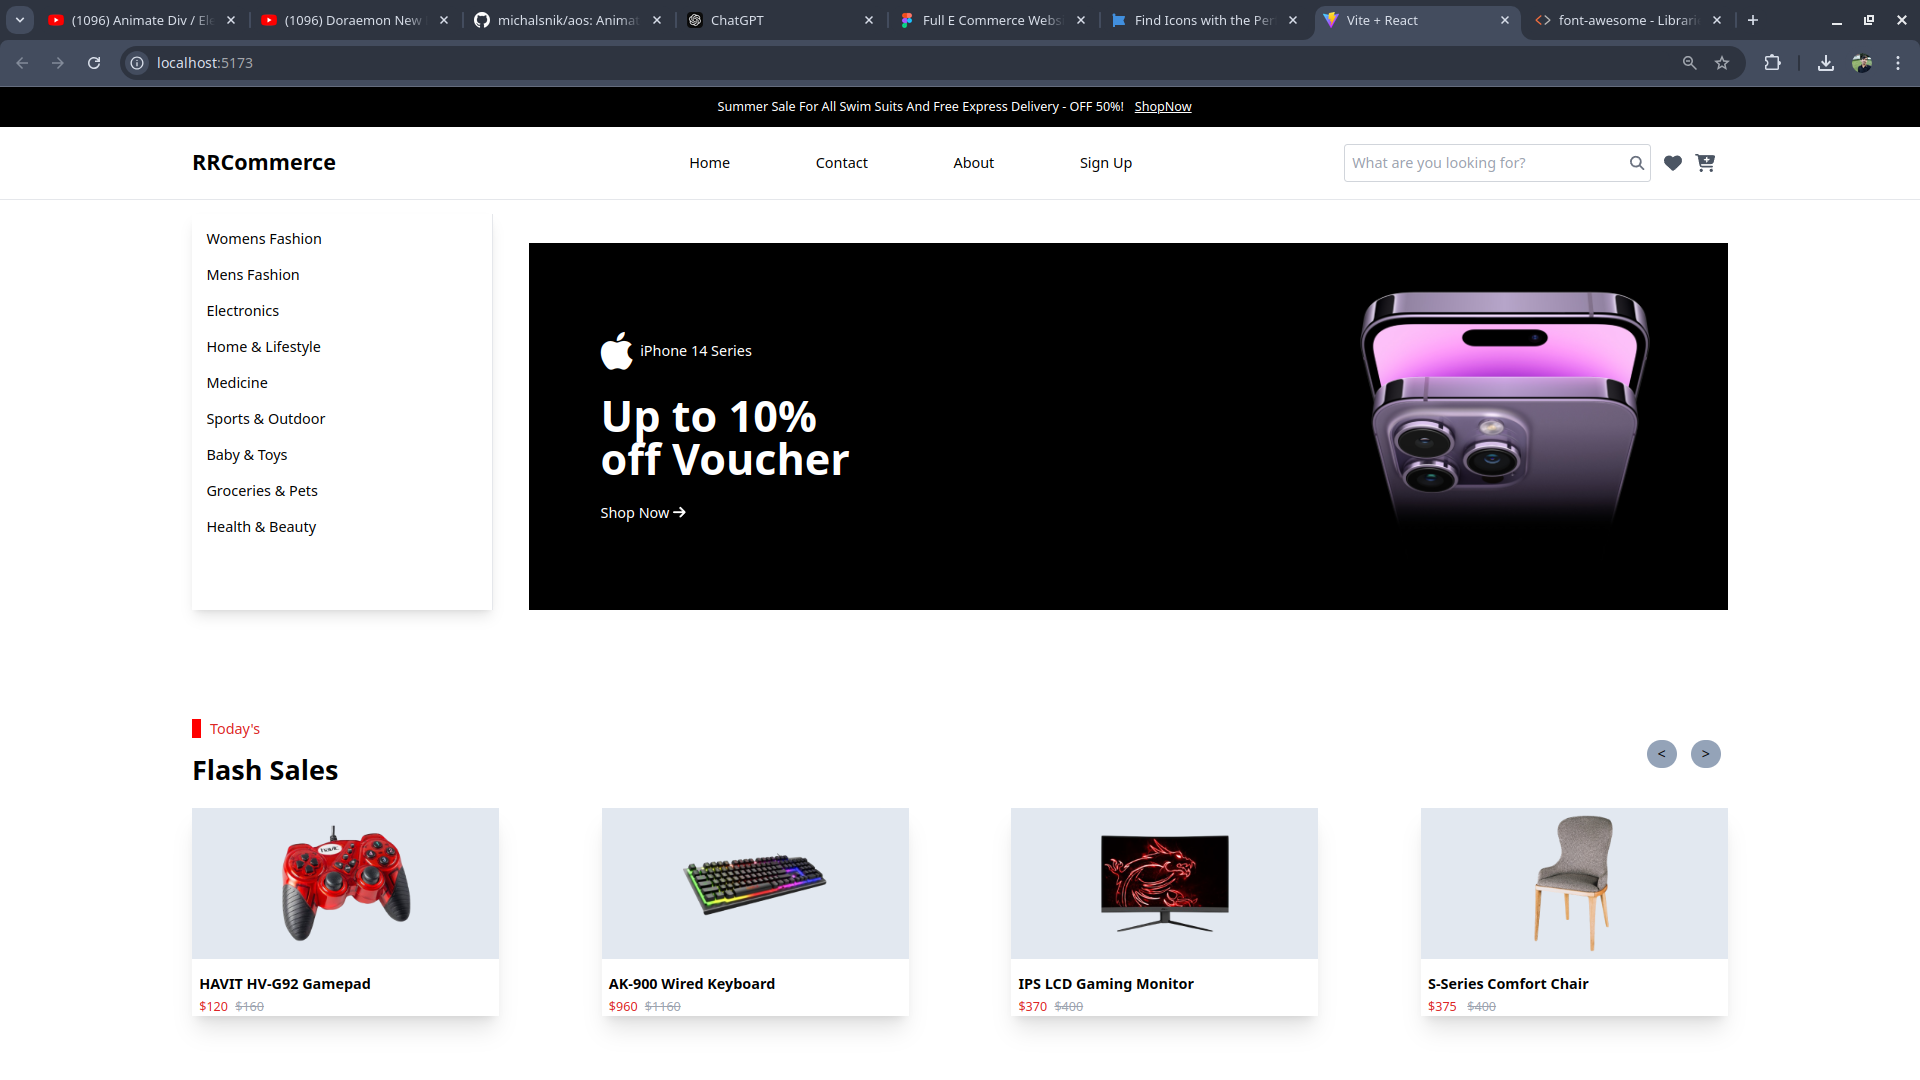 (1096) Animate Div / El
(1096) Doraemon New
michalsnik/aos: Animat
ChatGPT
Full E Commerce Webs
Find Icons with the Per
Vite + React
font-awesome - Librari
localhost:5173
Summer Sale For All Swim Suits And Free Express Delivery - OFF 50%! ShopNow
RRCommerce
Home
Contact
About
Sign Up
What are you looking for?
Womens Fashion
Mens Fashion
Electronics
Home & Lifestyle
Medicine
Sports & Outdoor
Baby & Toys
Groceries & Pets
Health & Beauty
iPhone 14 Series
Up to 10%
off Voucher
Shop Now
Today's
Flash Sales
< >
HAVIT HV-G92 Gamepad
$120 $160
AK-900 Wired Keyboard
$960 $1160
IPS LCD Gaming Monitor
$370 $400
S-Series Comfort Chair
$375 $400